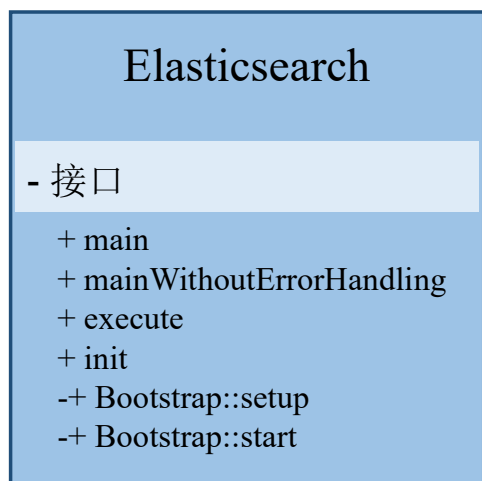 Elasticsearch
- 接口
+ main
+ mainWithoutErrorHandling
+ execute
+ init
-+ Bootstrap::setup
-+ Bootstrap::start